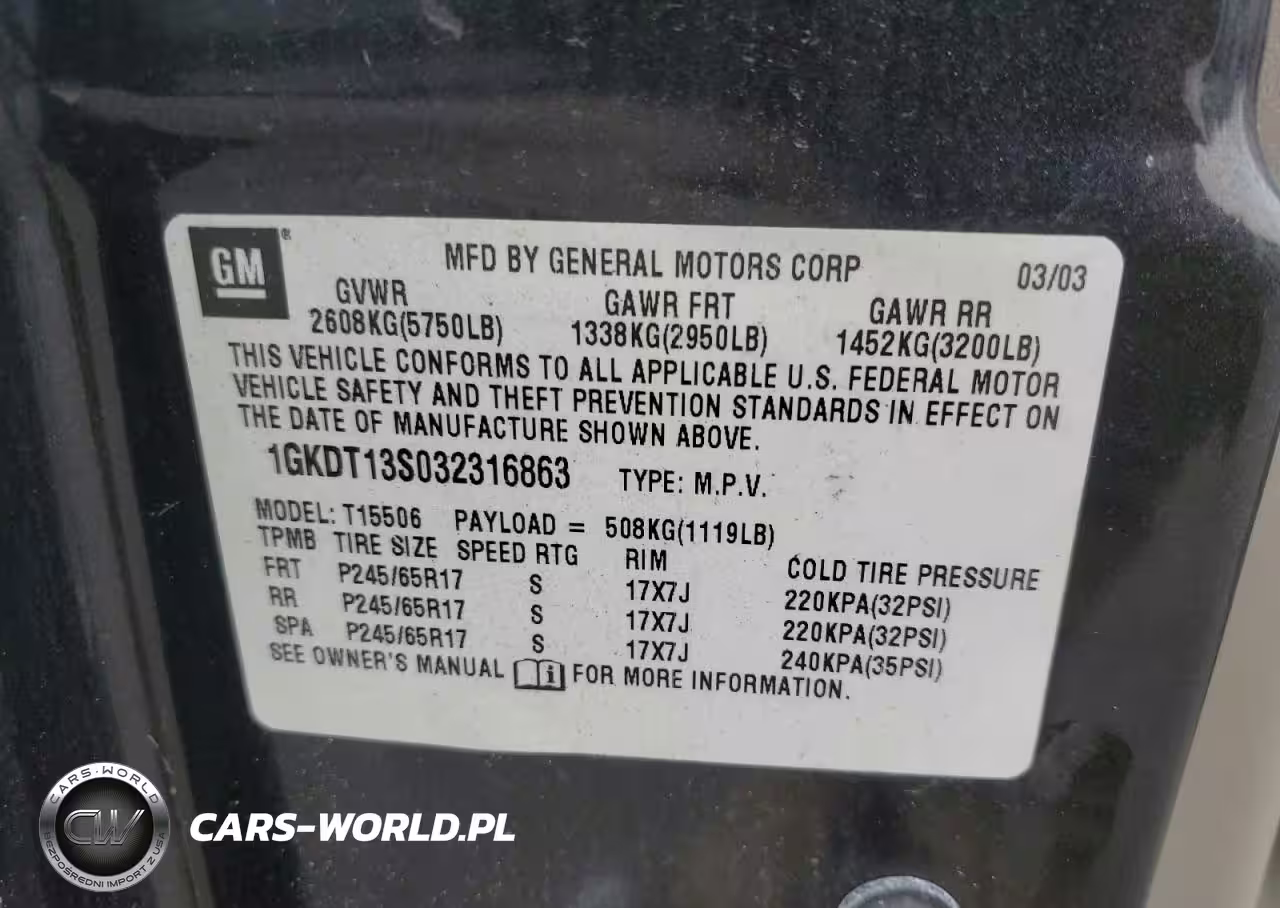 GM®
MFD BY GENERAL MOTORS CORP 03/03
GVWR GAWR FRT GAWR RR
2608KG(5750LB) 1338KG(2950LB) 1452KG(3200LB)
THIS VEHICLE CONFORMS TO ALL APPLICABLE U.S. FEDERAL MOTOR
VEHICLE SAFETY AND THEFT PREVENTION STANDARDS IN EFFECT ON
THE DATE OF MANUFACTURE SHOWN ABOVE.
1GKDT13S032316863 TYPE: M.P.V.
MODEL: T15506 PAYLOAD = 508KG(1119LB)
TPMB TIRE SIZE SPEED RTG RIM COLD TIRE PRESSURE
FRT P245/65R17 S 17X7J 220KPA(32PSI)
RR P245/65R17 S 17X7J 220KPA(32PSI)
SPA P245/65R17 S 17X7J 240KPA(35PSI)
SEE OWNER'S MANUAL i FOR MORE INFORMATION.
CARS-WORLD
CW
BEZPOŚREDNI IMPORT Z USA
CARS-WORLD.PL